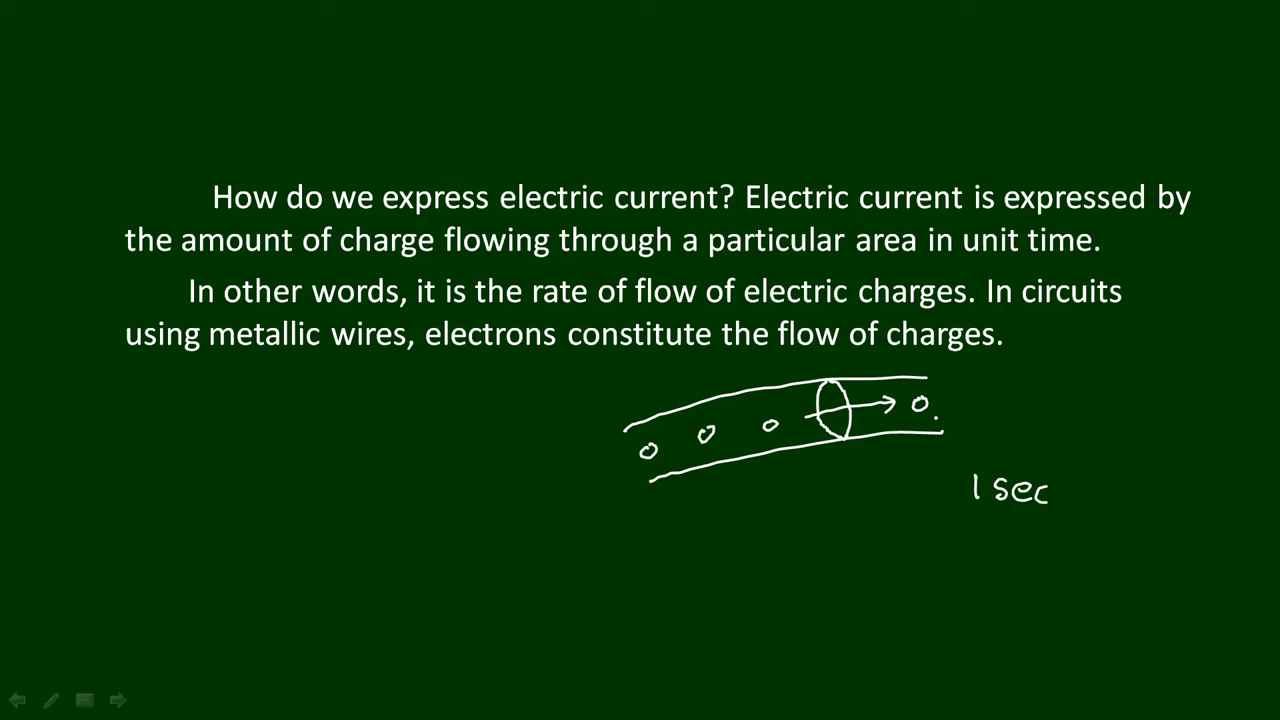 How do we express electric current? Electric current is expressed by
the amount of charge flowing through a particular area in unit time.
In other words, it is the rate of flow of electric charges. In circuits
using metallic wires, electrons constitute the flow of charges.
1 sec